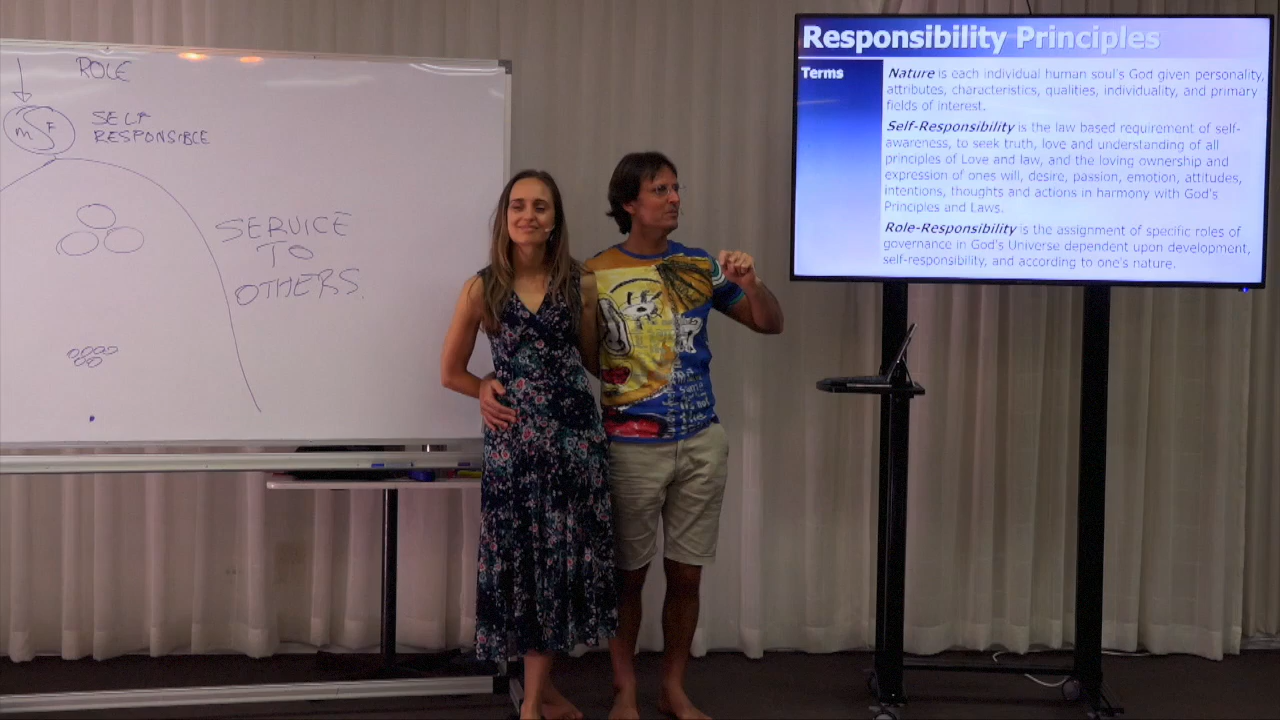 ROLE
m F
SELF
RESPONSIBLE
SERVICE
TO
OTHERS.
Responsibility Principles
Terms
Nature is each individual human soul's God given personality,
attributes, characteristics, qualities, individuality, and primary
fields of interest.
Self-Responsibility is the law based requirement of self-
awareness, to seek truth, love and understanding of all
principles of Love and law, and the loving ownership and
expression of ones will, desire, passion, emotion, attitudes,
intentions, thoughts and actions in harmony with God's
Principles and Laws.
Role-Responsibility is the assignment of specific roles of
governance in God's Universe dependent upon development,
self-responsibility, and according to one's nature.